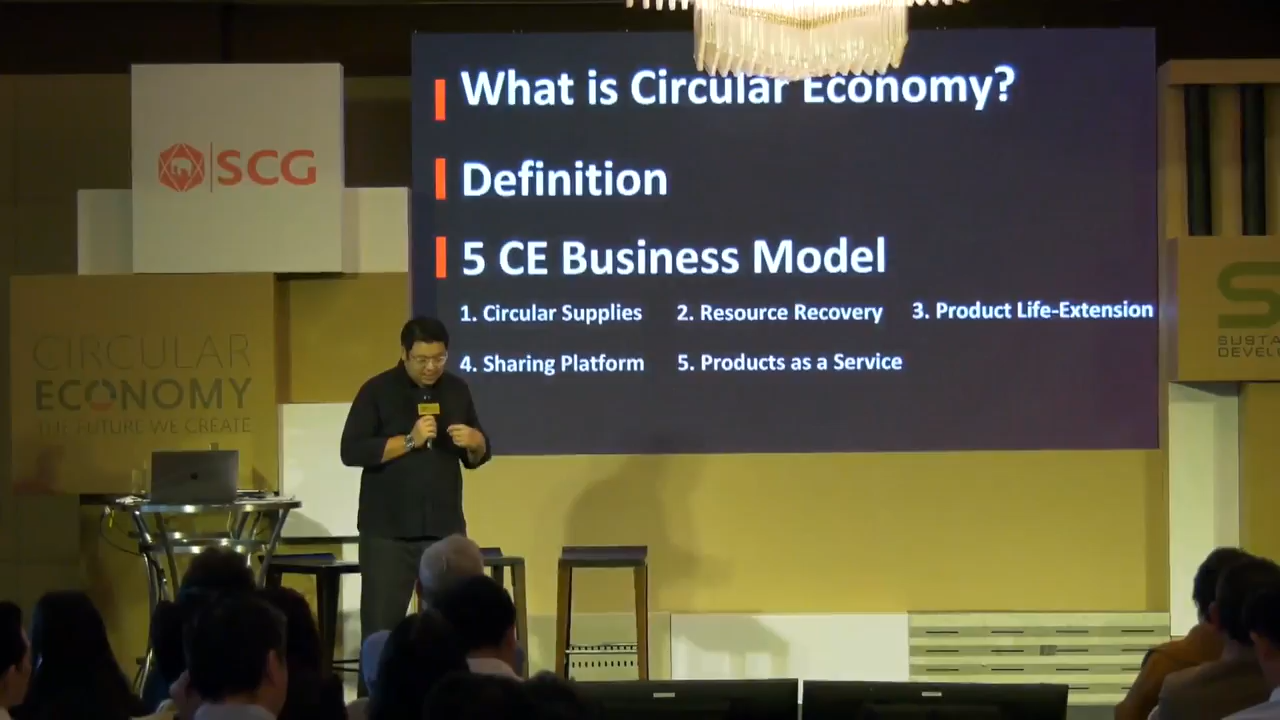 What is Circular Economy?
Definition
5 CE Business Model
1. Circular Supplies 2. Resource Recovery 3. Product Life-Extension
4. Sharing Platform 5. Products as a Service
SCG
CIRCULAR
ECONOMY
THE FUTURE WE CREATE